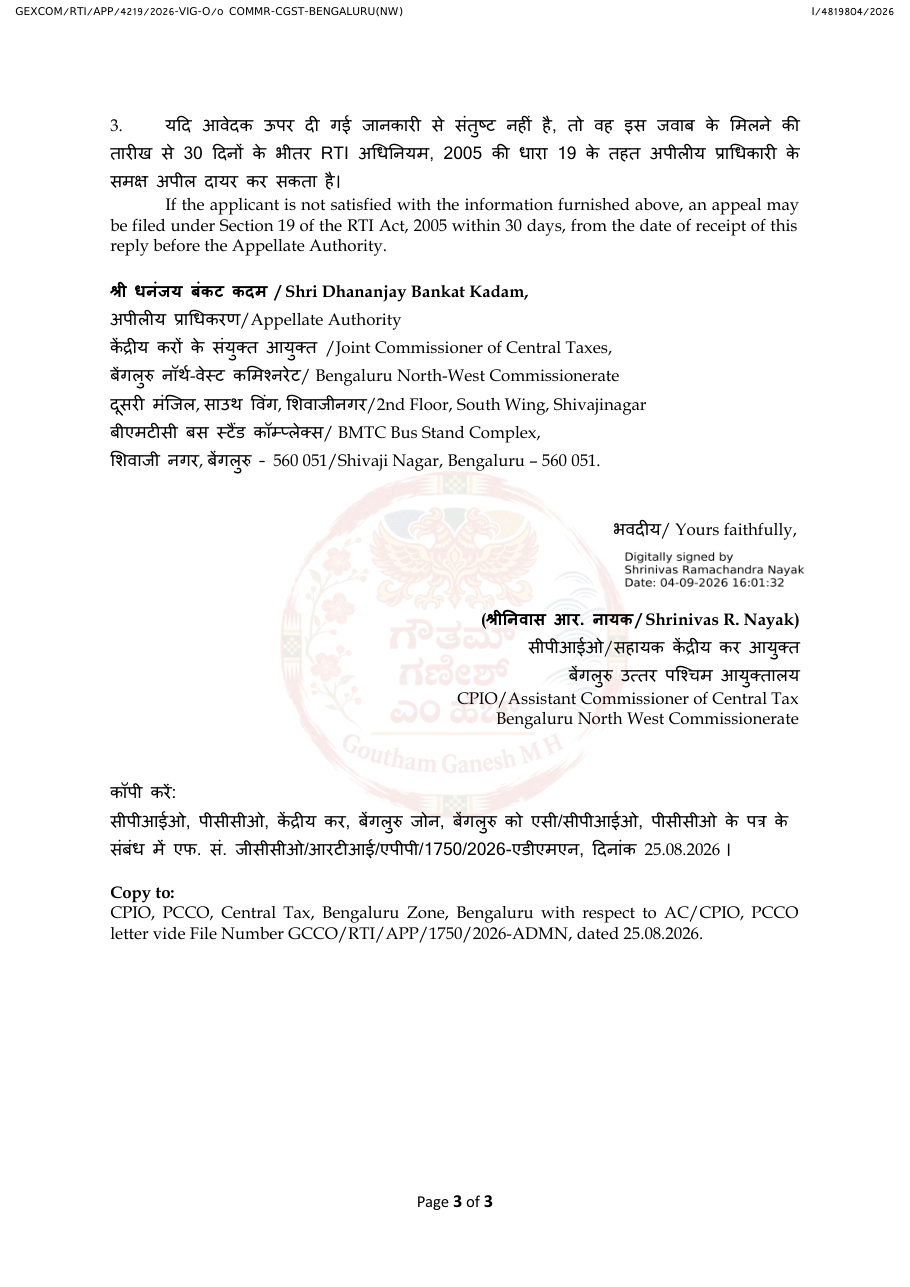 GEXCOM/RTI/APP/4219/2026-VIG-O/o COMMR-CGST-BENGALURU(NW)
I/4819804/2026
3. यदि आवेदक ऊपर दी गई जानकारी से संतुष्ट नहीं है, तो वह इस जवाब के मिलने की
तारीख से 30 दिनों के भीतर RTI अधिनियम, 2005 की धारा 19 के तहत अपीलीय प्राधिकारी के
समक्ष अपील दायर कर सकता है।
If the applicant is not satisfied with the information furnished above, an appeal may
be filed under Section 19 of the RTI Act, 2005 within 30 days, from the date of receipt of this
reply before the Appellate Authority.
श्री धनंजय बंकट कदम / Shri Dhananjay Bankat Kadam,
अपीलीय प्राधिकरण/Appellate Authority
केंद्रीय करों के संयुक्त आयुक्त /Joint Commissioner of Central Taxes,
बेंगलुरु नॉर्थ-वेस्ट कमिश्नरेट/ Bengaluru North-West Commissionerate
दूसरी मंजिल, साउथ विंग, शिवाजीनगर/2nd Floor, South Wing, Shivajinagar
बीएमटीसी बस स्टैंड कॉम्प्लेक्स/ BMTC Bus Stand Complex,
शिवाजी नगर, बेंगलुरु - 560 051/Shivaji Nagar, Bengaluru – 560 051.
भवदीय/ Yours faithfully,
Digitally signed by
Shrinivas Ramachandra Nayak
Date: 04-09-2026 16:01:32
(श्रीनिवास आर. नायक/ Shrinivas R. Nayak)
सीपीआईओ/सहायक केंद्रीय कर आयुक्त
बेंगलुरु उत्तर पश्चिम आयुक्तालय
CPIO/Assistant Commissioner of Central Tax
Bengaluru North West Commissionerate
ಗೌತಮ್
ಗಣೇಶ್
ಎಂ ಹೆಚ್
Goutham Ganesh M H
कॉपी करें:
सीपीआईओ, पीसीसीओ, केंद्रीय कर, बेंगलुरु जोन, बेंगलुरु को एसी/सीपीआईओ, पीसीसीओ के पत्र के
संबंध में एफ. सं. जीसीसीओ/आरटीआई/एपीपी/1750/2026-एडीएमएन, दिनांक 25.08.2026 |
Copy to:
CPIO, PCCO, Central Tax, Bengaluru Zone, Bengaluru with respect to AC/CPIO, PCCO
letter vide File Number GCCO/RTI/APP/1750/2026-ADMN, dated 25.08.2026.
Page 3 of 3